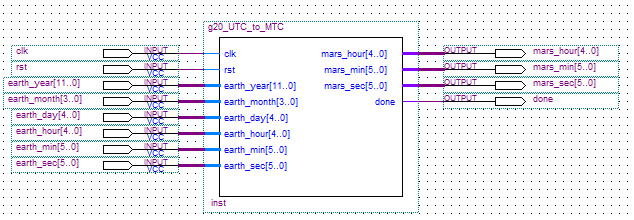 g20_UTC_to_MTC
clk INPUT VCC clk mars_hour[4..0] OUTPUT mars_hour[4..0]
rst INPUT VCC rst mars_min[5..0] OUTPUT mars_min[5..0]
earth_year[11..0] INPUT VCC earth_year[11..0] mars_sec[5..0] OUTPUT mars_sec[5..0]
earth_month[3..0] INPUT VCC earth_month[3..0] done OUTPUT done
earth_day[4..0] INPUT VCC earth_day[4..0]
earth_hour[4..0] INPUT VCC earth_hour[4..0]
earth_min[5..0] INPUT VCC earth_min[5..0]
earth_sec[5..0] INPUT VCC earth_sec[5..0]
inst